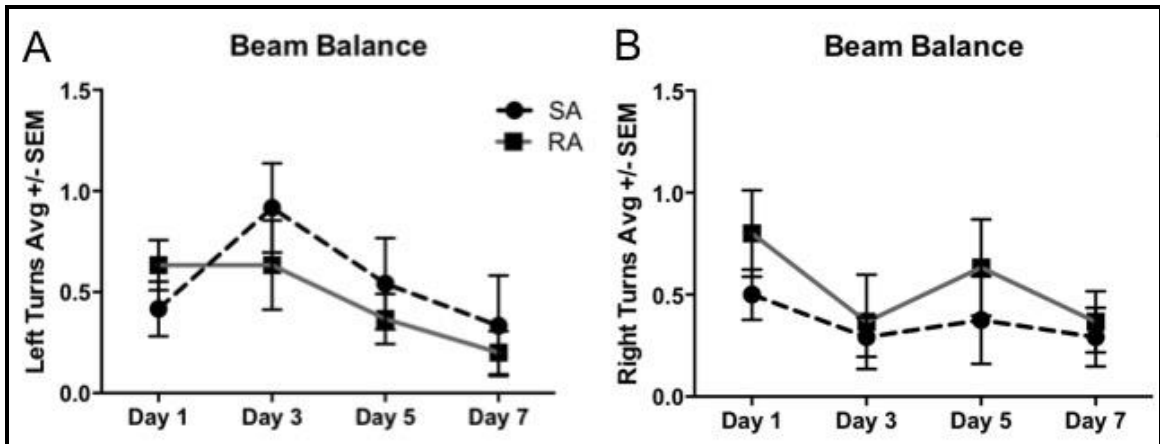 A
Beam Balance
Left Turns Avg +/- SEM
1.5
1.0
0.5
0.0
SA
RA
Day 1 Day 3 Day 5 Day 7
B
Beam Balance
Right Turns Avg +/- SEM
1.5
1.0
0.5
0.0
Day 1 Day 3 Day 5 Day 7